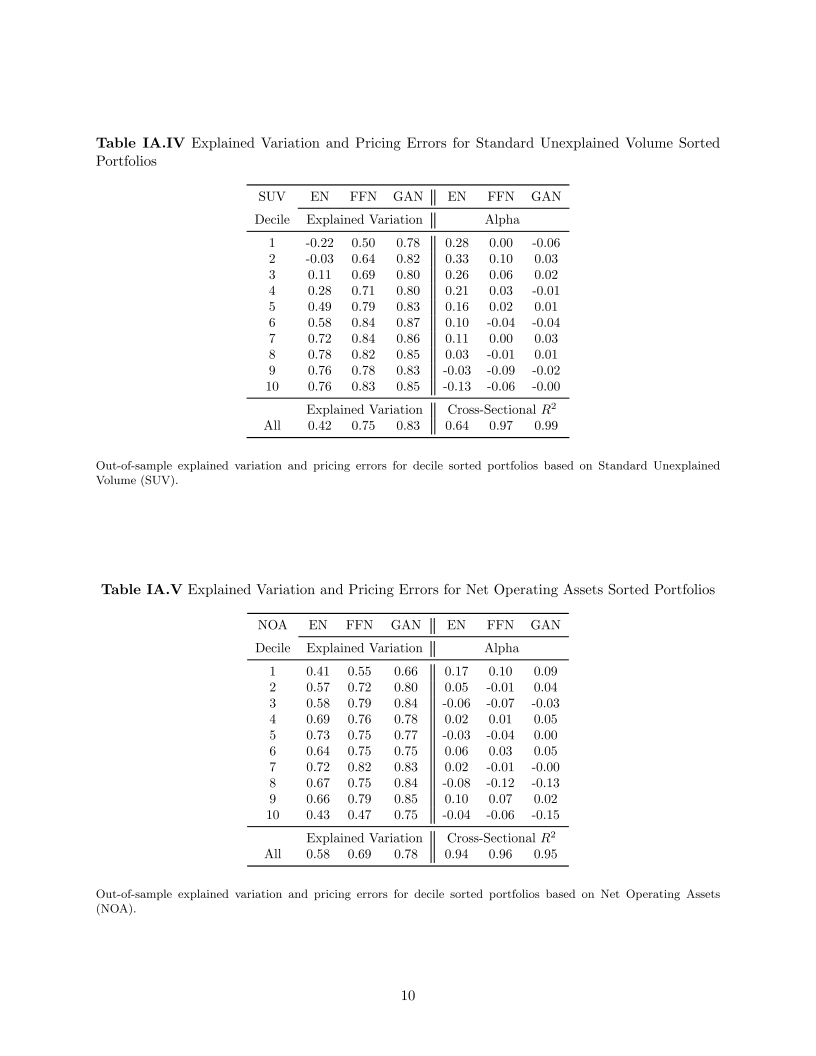 Table IA.IV Explained Variation and Pricing Errors for Standard Unexplained Volume Sorted
Portfolios
SUV EN FFN GAN EN FFN GAN
Decile Explained Variation Alpha
1 -0.22 0.50 0.78 0.28 0.00 -0.06
2 -0.03 0.64 0.82 0.33 0.10 0.03
3 0.11 0.69 0.80 0.26 0.06 0.02
4 0.28 0.71 0.80 0.21 0.03 -0.01
5 0.49 0.79 0.83 0.16 0.02 0.01
6 0.58 0.84 0.87 0.10 -0.04 -0.04
7 0.72 0.84 0.86 0.11 0.00 0.03
8 0.78 0.82 0.85 0.03 -0.01 0.01
9 0.76 0.78 0.83 -0.03 -0.09 -0.02
10 0.76 0.83 0.85 -0.13 -0.06 -0.00
Explained Variation Cross-Sectional R²
All 0.42 0.75 0.83 0.64 0.97 0.99
Out-of-sample explained variation and pricing errors for decile sorted portfolios based on Standard Unexplained
Volume (SUV).
Table IA.V Explained Variation and Pricing Errors for Net Operating Assets Sorted Portfolios
NOA EN FFN GAN EN FFN GAN
Decile Explained Variation Alpha
1 0.41 0.55 0.66 0.17 0.10 0.09
2 0.57 0.72 0.80 0.05 -0.01 0.04
3 0.58 0.79 0.84 -0.06 -0.07 -0.03
4 0.69 0.76 0.78 0.02 0.01 0.05
5 0.73 0.75 0.77 -0.03 -0.04 0.00
6 0.64 0.75 0.75 0.06 0.03 0.05
7 0.72 0.82 0.83 0.02 -0.01 -0.00
8 0.67 0.75 0.84 -0.08 -0.12 -0.13
9 0.66 0.79 0.85 0.10 0.07 0.02
10 0.43 0.47 0.75 -0.04 -0.06 -0.15
Explained Variation Cross-Sectional R²
All 0.58 0.69 0.78 0.94 0.96 0.95
Out-of-sample explained variation and pricing errors for decile sorted portfolios based on Net Operating Assets
(NOA).
10